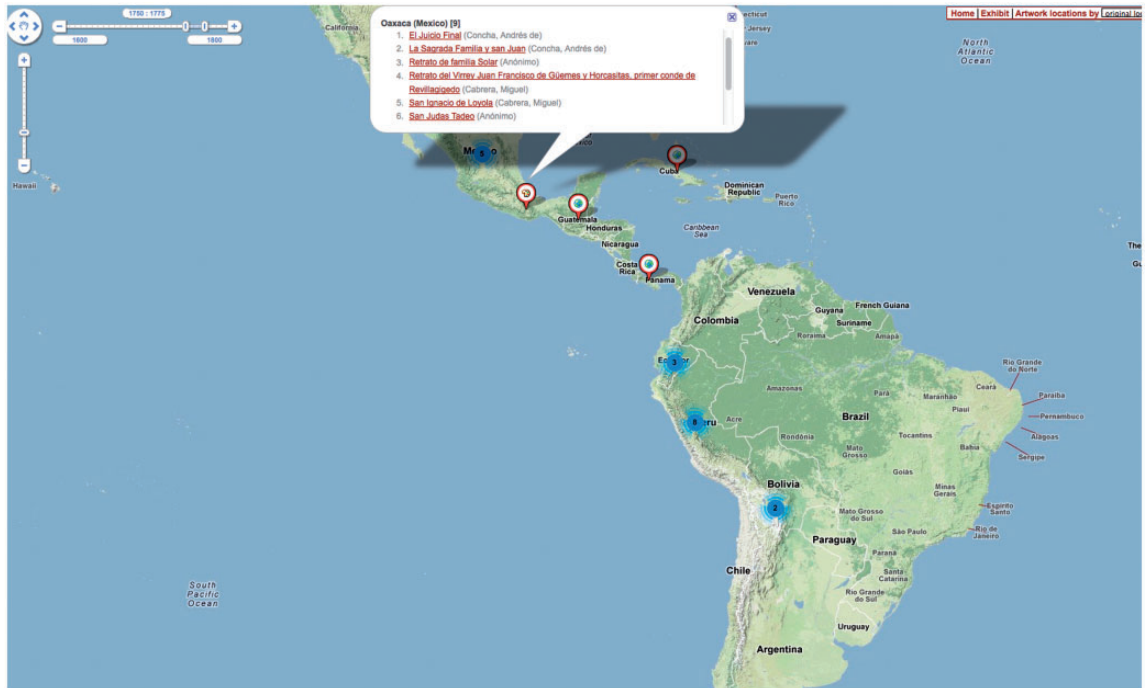 1750 : 1775
1600
1800
Home | Exhibit | Artwork locations by
Oaxaca (Mexico) [9]
1. El Juicio Final (Concha, Andrés de)
2. La Sagrada Familia y san Juan (Concha, Andrés de)
3. Retrato de familia Solar (Anónimo)
4. Retrato del Virrey Juan Francisco de Güemes y Horcasitas, primer conde de
Revillagigedo (Cabrera, Miguel)
5. San Ignacio de Loyola (Cabrera, Miguel)
6. San Judas Tadeo (Anónimo)
California
North
Atlantic
Ocean
5
Hawaii
Cuba
Dominican
Republic
Puerto
Rico
Guatemala
Honduras
Caribbean
Sea
Nicaragua
Costa
Rica
Panama
Venezuela
Guyana
French Guiana
Suriname
Colombia
Roraima
Amapá
3
Rio Grande
do Norte
Amazonas
Pará
Maranhão
Ceará
Paraíba
Piauí
Pernambuco
8
Acre
Brazil
Alagoas
Rondônia
Tocantins
Mato
Grosso
Bahia
Sergipe
Goiás
Bolivia
Minas
Gerais
2
Mato Grosso
do Sul
Espírito
Santo
São Paulo
Rio de
Janeiro
Paraguay
Paraná
Chile
Santa
Catarina
South
Pacific
Ocean
Rio Grande
do Sul
Uruguay
Argentina